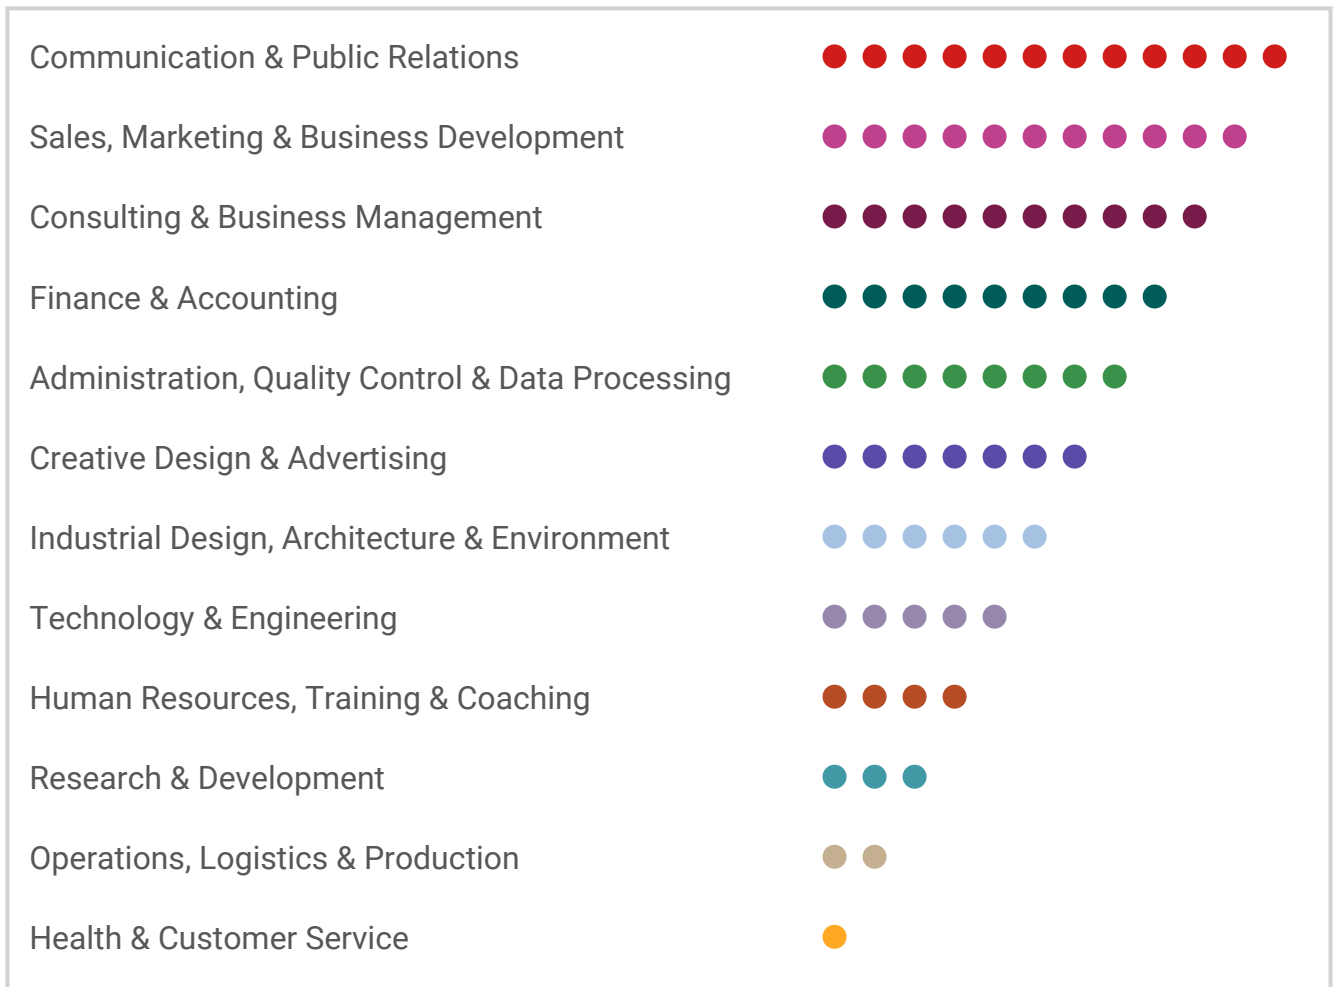 Communication & Public Relations
Sales, Marketing & Business Development
Consulting & Business Management
Finance & Accounting
Administration, Quality Control & Data Processing
Creative Design & Advertising
Industrial Design, Architecture & Environment
Technology & Engineering
Human Resources, Training & Coaching
Research & Development
Operations, Logistics & Production
Health & Customer Service